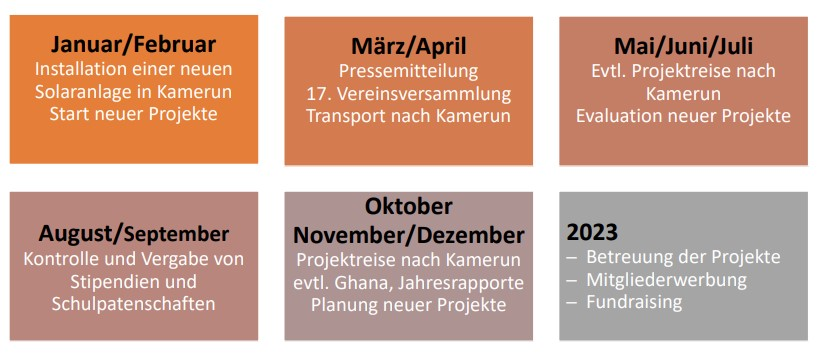 Januar/Februar
Installation einer neuen
Solaranlage in Kamerun
Start neuer Projekte
März/April
Pressemitteilung
17. Vereinsversammlung
Transport nach Kamerun
Mai/Juni/Juli
Evtl. Projektreise nach
Kamerun
Evaluation neuer Projekte
August/September
Kontrolle und Vergabe von
Stipendien und
Schulpatenschaften
Oktober
November/Dezember
Projektreise nach Kamerun
evtl. Ghana, Jahresrapporte
Planung neuer Projekte
2023
– Betreuung der Projekte
– Mitgliederwerbung
– Fundraising